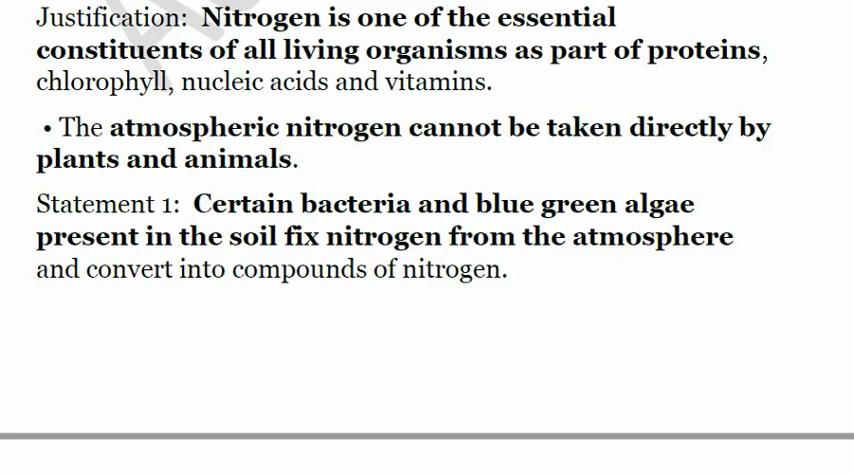 Justification: Nitrogen is one of the essential
constituents of all living organisms as part of proteins,
chlorophyll, nucleic acids and vitamins.
• The atmospheric nitrogen cannot be taken directly by
plants and animals.
Statement 1: Certain bacteria and blue green algae
present in the soil fix nitrogen from the atmosphere
and convert into compounds of nitrogen.